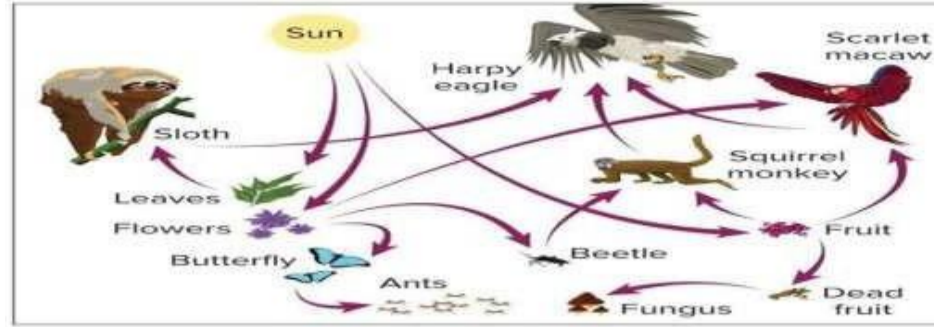 Sun
Scarlet
macaw
Harpy
eagle
Sloth
Squirrel
monkey
Leaves
Flowers
Fruit
Butterfly
Beetle
Ants
Dead
fruit
Fungus